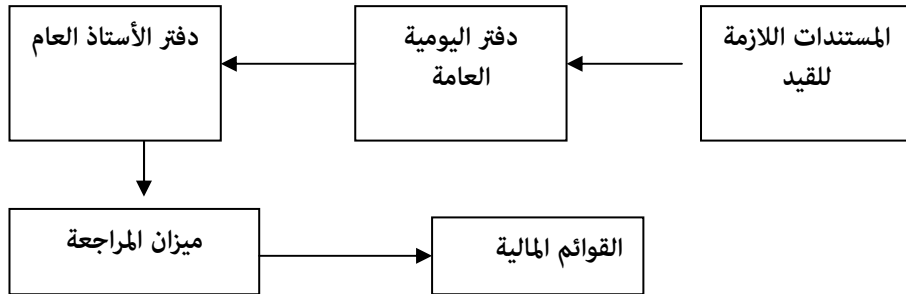 المستندات اللازمة
للقيد
دفتر اليومية
العامة
دفتر الأستاذ العام
ميزان المراجعة
القوائم المالية